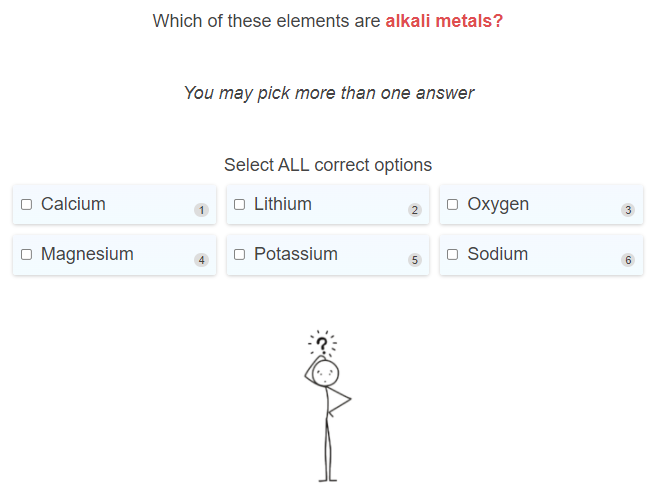 Which of these elements are alkali metals?
You may pick more than one answer
Select ALL correct options
Calcium 1
Lithium 2
Oxygen 3
Magnesium 4
Potassium 5
Sodium 6
?